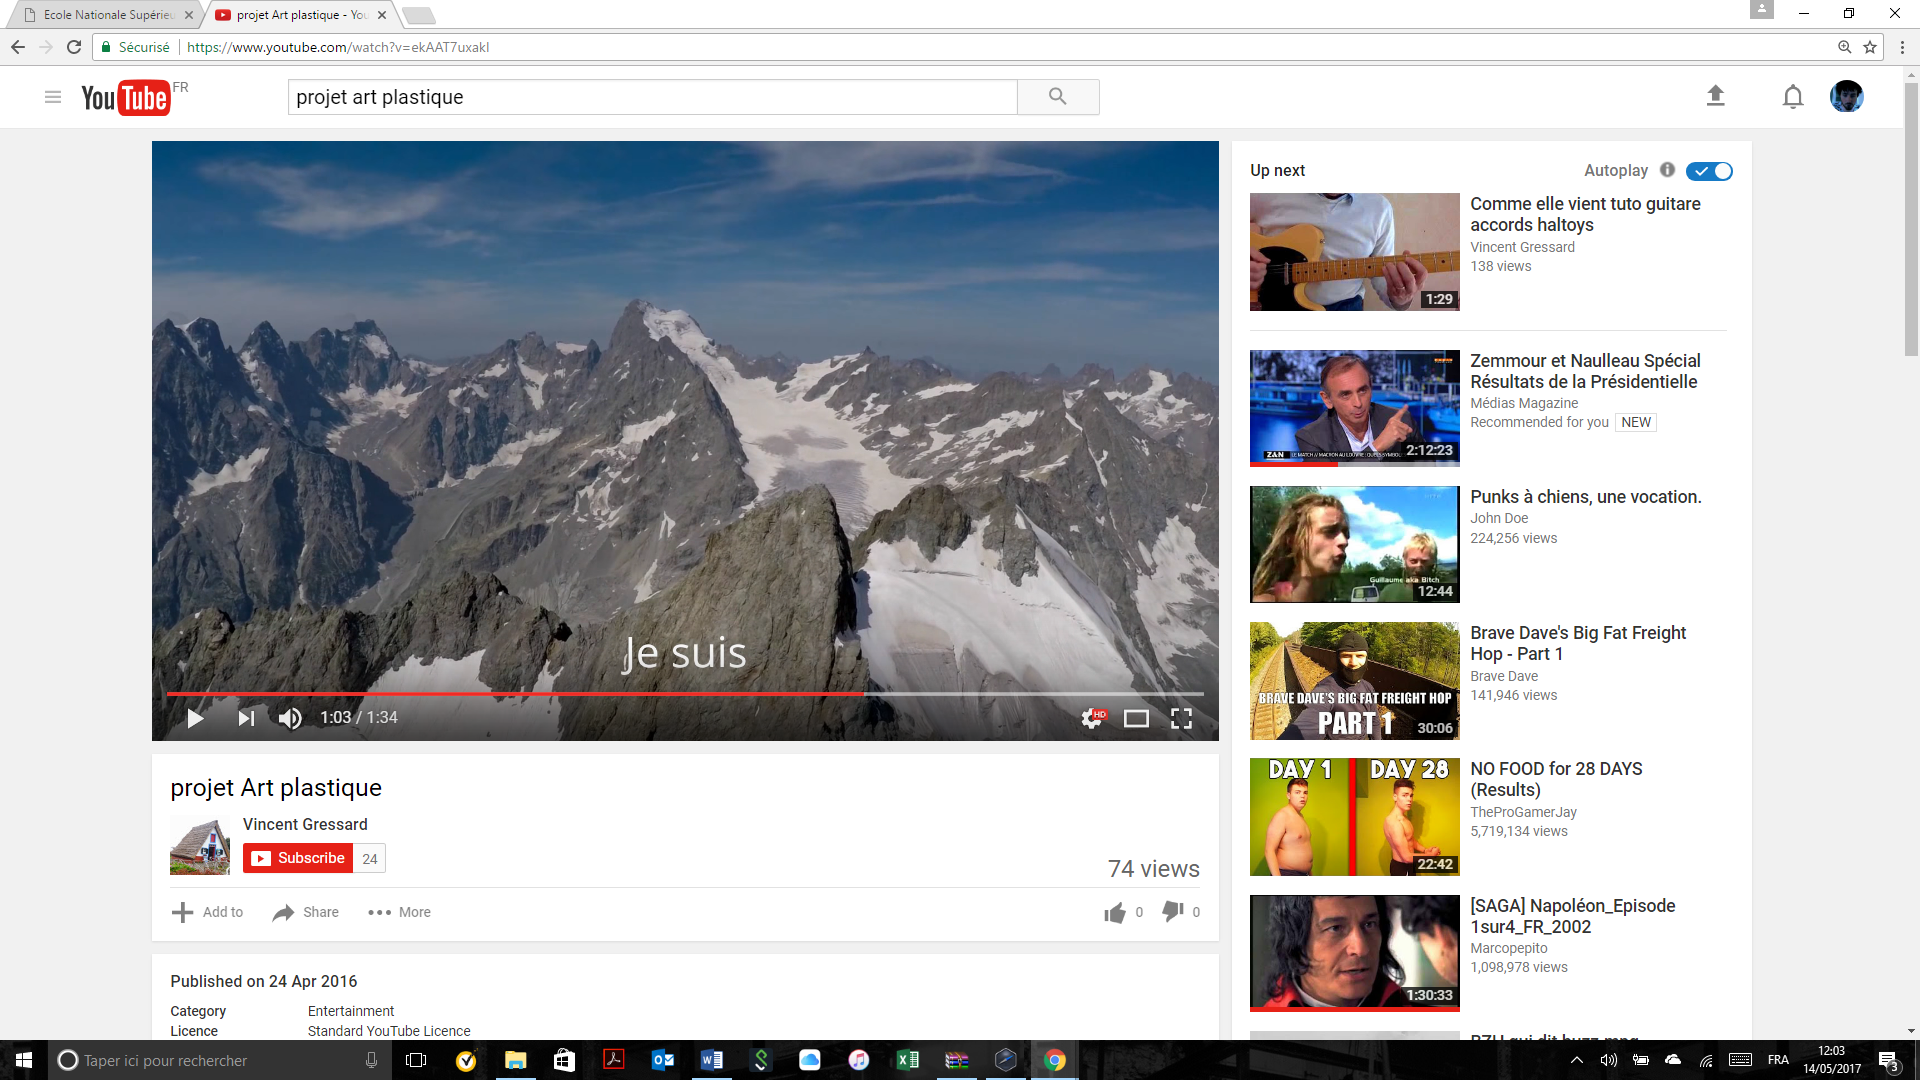 Ecole Nationale Supérieu
projet Art plastique - You
Sécurisé
https://www.youtube.com/watch?v=ekAAT7uxakI
YouTube FR
projet art plastique
Je suis
1:03 / 1:34
HD
projet Art plastique
Vincent Gressard
Subscribe 24
74 views
Add to
Share
More
0
0
Published on 24 Apr 2016
Category Entertainment
Licence Standard YouTube Licence
Up next
Autoplay
1:29
Comme elle vient tuto guitare
accords haltoys
Vincent Gressard
138 views
Z&N
2:12:23
Zemmour et Naulleau Spécial
Résultats de la Présidentielle
Médias Magazine
Recommended for you NEW
Guillaume aka Bitch
12:44
Punks à chiens, une vocation.
John Doe
224,256 views
BRAVE DAVE'S BIG FAT FREIGHT HOP
PART 1
30:06
Brave Dave's Big Fat Freight
Hop - Part 1
Brave Dave
141,946 views
DAY 1 DAY 28
22:42
NO FOOD for 28 DAYS
(Results)
TheProGamerJay
5,719,134 views
1:30:33
[SAGA] Napoléon_Episode
1sur4_FR_2002
Marcopepito
1,098,978 views
Taper ici pour rechercher
FRA
12:03
14/05/2017
3